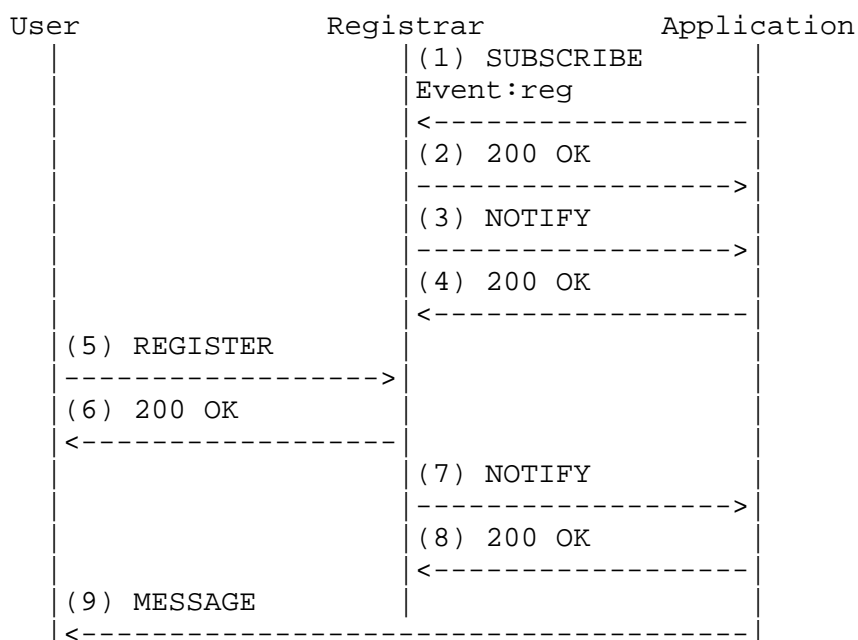 User Registrar Application
(1) SUBSCRIBE
Event:reg
(2) 200 OK
(3) NOTIFY
(4) 200 OK
(5) REGISTER
(6) 200 OK
(7) NOTIFY
(8) 200 OK
(9) MESSAGE